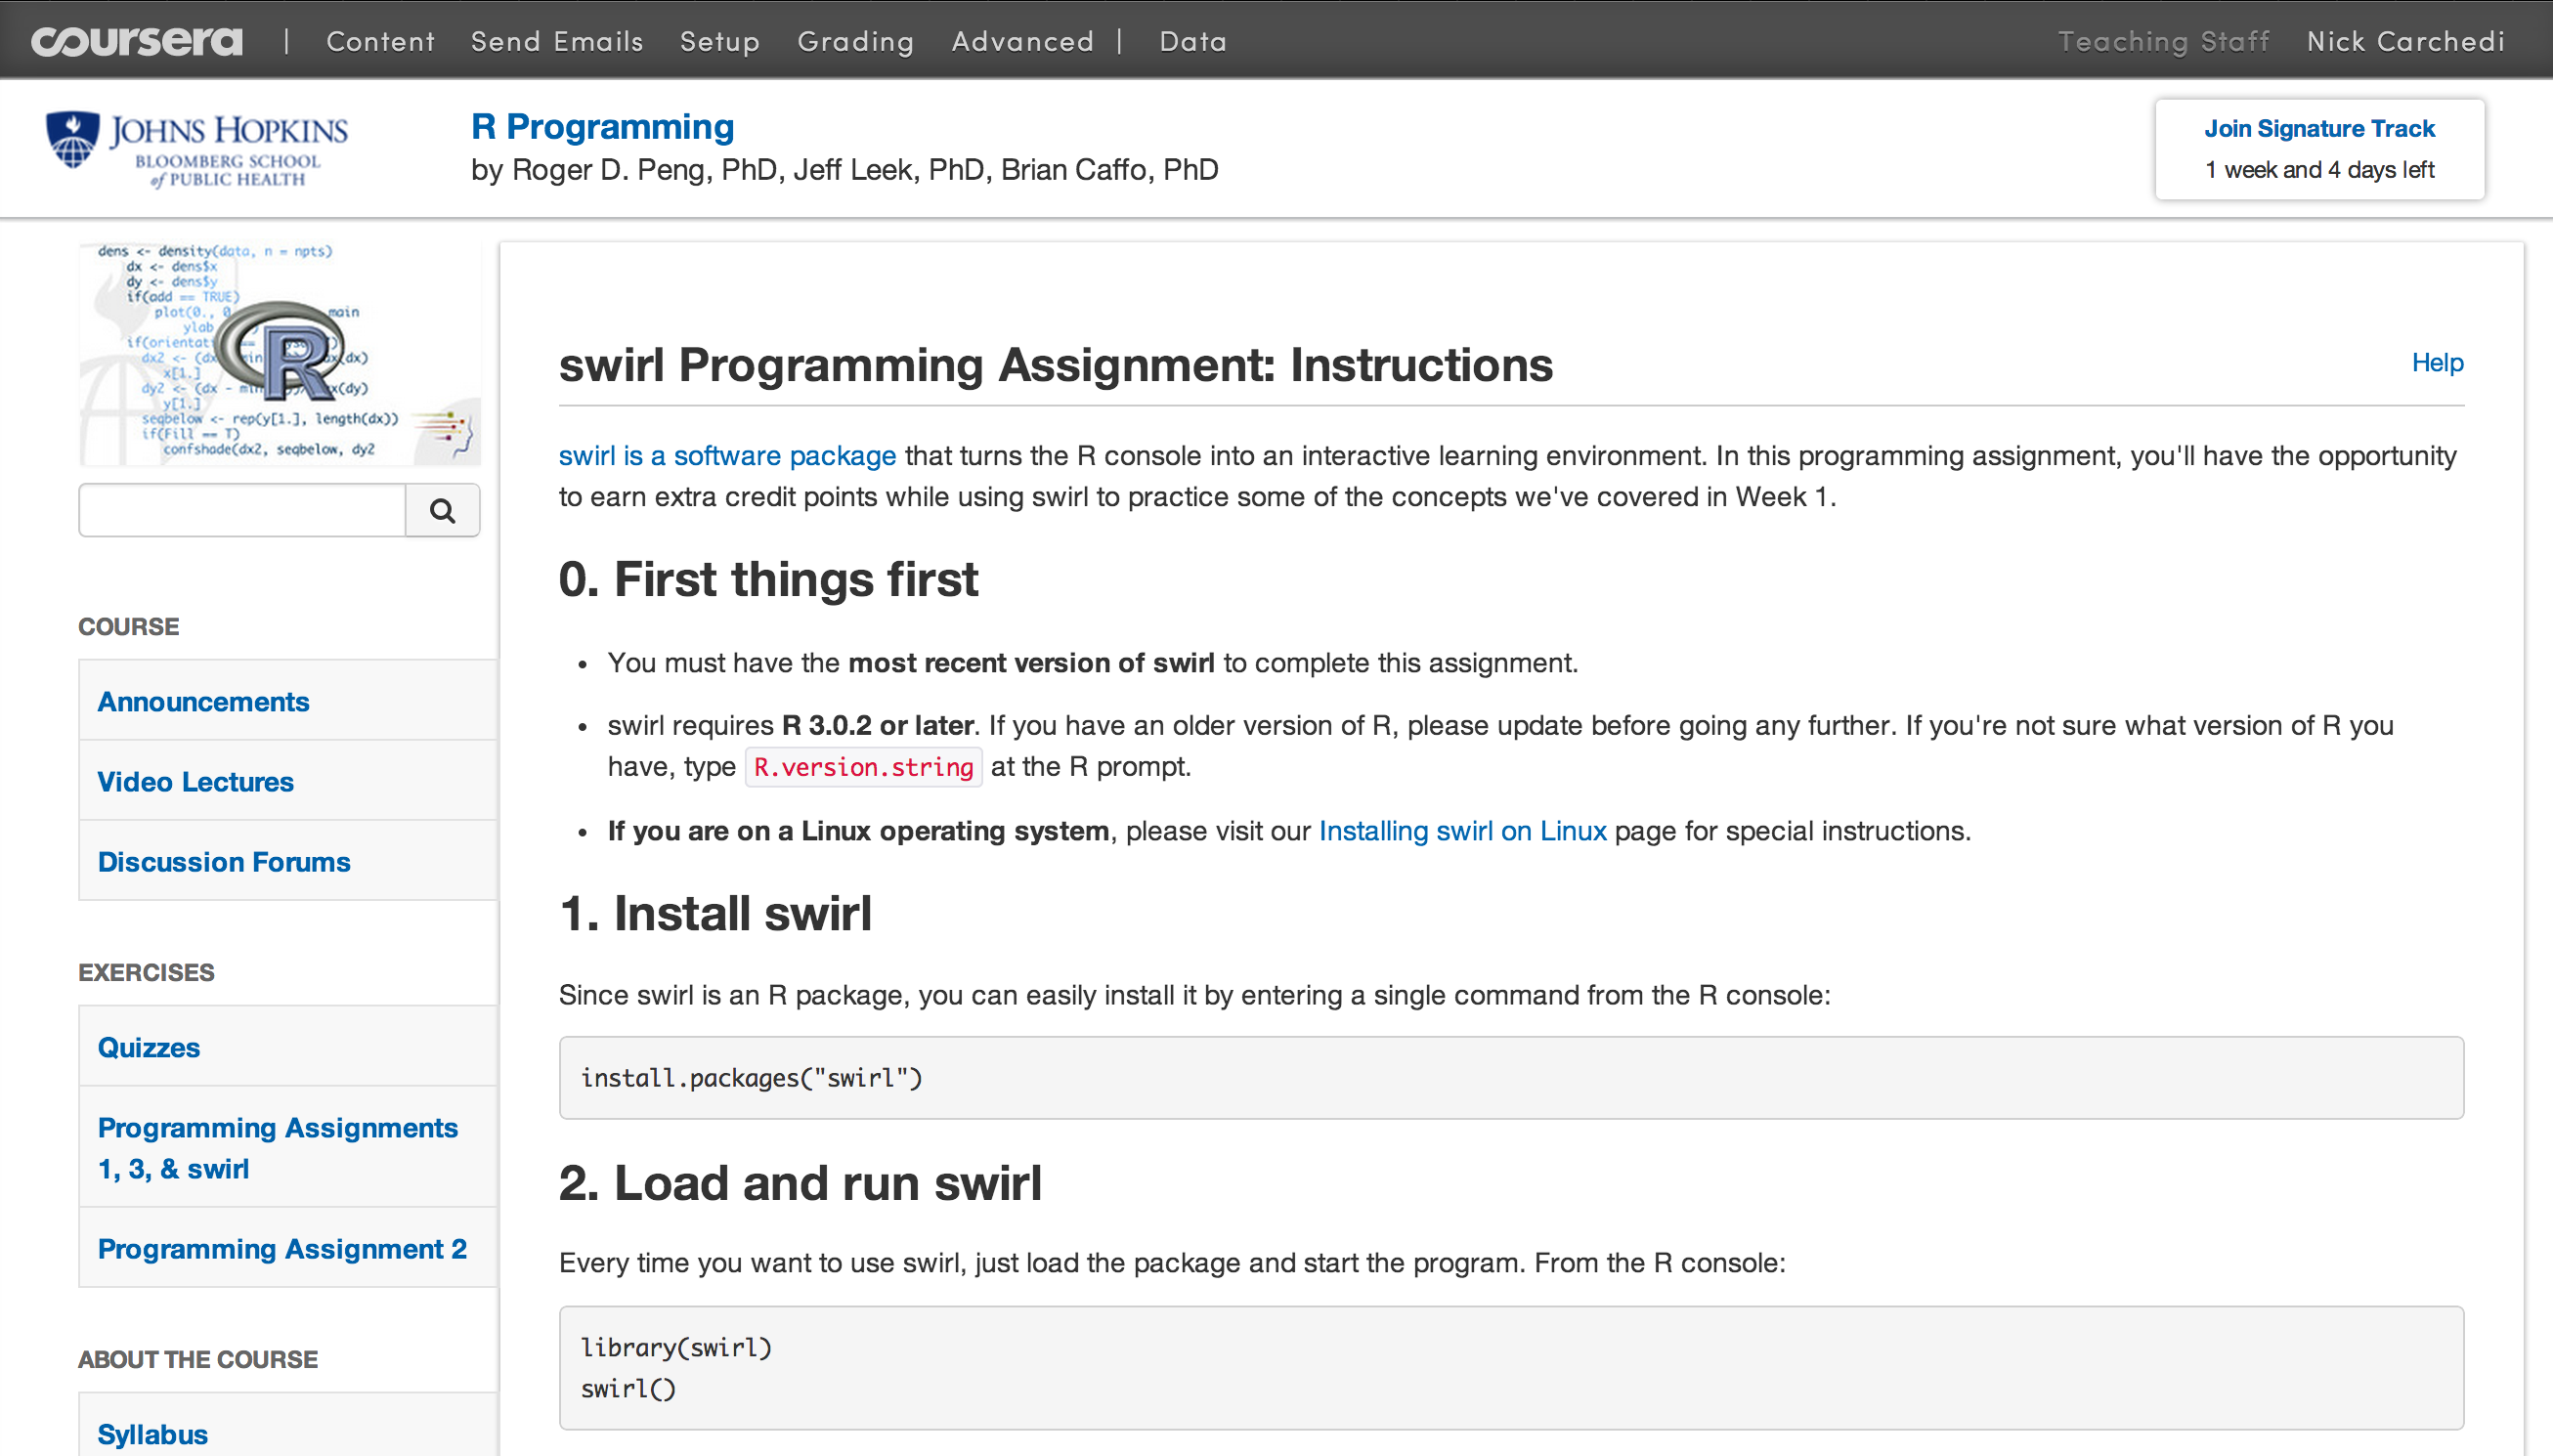 coursera | Content Send Emails Setup Grading Advanced | Data Teaching Staff Nick Carchedi
JOHNS HOPKINS
BLOOMBERG SCHOOL
of PUBLIC HEALTH
R Programming
by Roger D. Peng, PhD, Jeff Leek, PhD, Brian Caffo, PhD
Join Signature Track
1 week and 4 days left
dens <- density(data, n = npts)
dx <- dens$x
dy <- dens$y
if(add == TRUE)
plot(0., 0 main
ylab
if(orientat
dx2 <- (dx (dx)
x[1.]
dy2 <- (dx - (dy)
y[1.]
seqbelow <- rep(y[1.], length(dx))
if(Fill == T)
confshade(dx2, seqbelow, dy2
R
COURSE
Announcements
Video Lectures
Discussion Forums
EXERCISES
Quizzes
Programming Assignments
1, 3, & swirl
Programming Assignment 2
ABOUT THE COURSE
Syllabus
swirl Programming Assignment: Instructions
Help
swirl is a software package that turns the R console into an interactive learning environment. In this programming assignment, you'll have the opportunity
to earn extra credit points while using swirl to practice some of the concepts we've covered in Week 1.
0. First things first
• You must have the most recent version of swirl to complete this assignment.
• swirl requires R 3.0.2 or later. If you have an older version of R, please update before going any further. If you're not sure what version of R you
have, type R.version.string at the R prompt.
• If you are on a Linux operating system, please visit our Installing swirl on Linux page for special instructions.
1. Install swirl
Since swirl is an R package, you can easily install it by entering a single command from the R console:
install.packages("swirl")
2. Load and run swirl
Every time you want to use swirl, just load the package and start the program. From the R console:
library(swirl)
swirl()